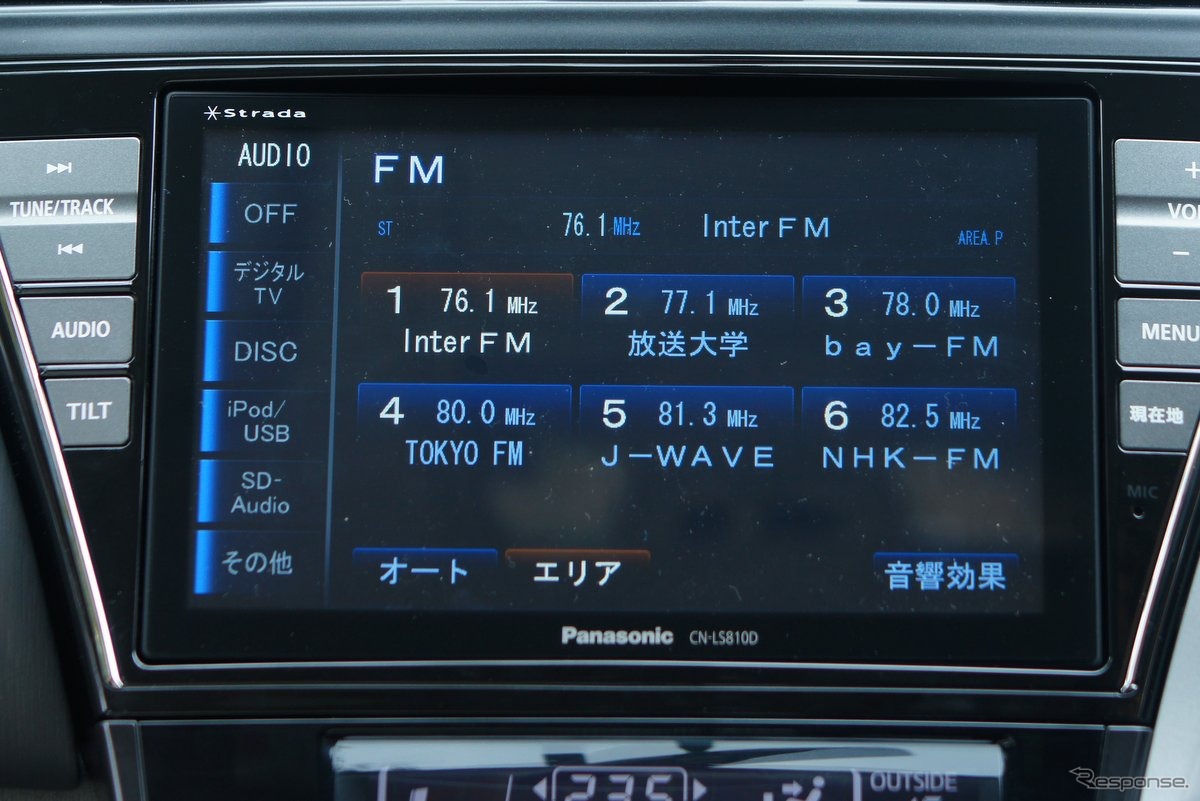 Strada
AUDIO
OFF
デジタル
TV
DISC
iPod/
USB
SD-
Audio
その他
FM
ST 76.1 MHz Inter FM AREA.P
1 76.1 MHz
Inter FM
2 77.1 MHz
放送大学
3 78.0 MHz
bay-FM
4 80.0 MHz
TOKYO FM
5 81.3 MHz
J-WAVE
6 82.5 MHz
NHK-FM
オート
エリア
音響効果
Panasonic CN-LS810D
TUNE/TRACK
AUDIO
TILT
+
VO
−
MENU
現在地
MIC
23.5
OUTSIDE
Response.